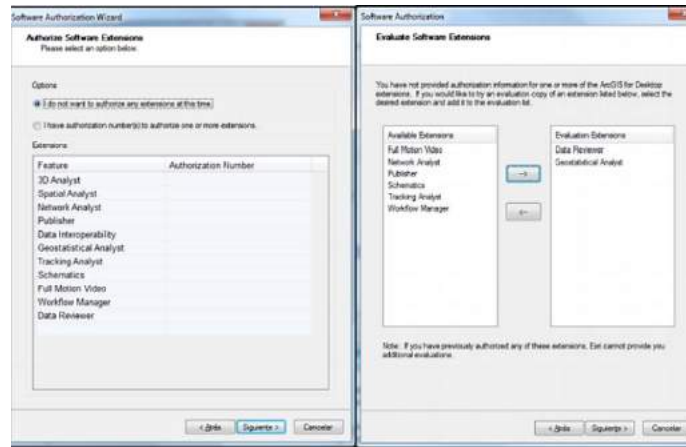 Software Authorization Wizard
Authorize Software Extensions
Please select an option below.
Options
I do not want to authorize any extensions at this time.
I have authorization number(s) to authorize one or more extensions.
Extensions
Feature Authorization Number
3D Analyst
Spatial Analyst
Network Analyst
Publisher
Data Interoperability
Geostatistical Analyst
Tracking Analyst
Schematics
Full Motion Video
Workflow Manager
Data Reviewer
< Atrás Siguiente > Cancelar
Software Authorization
Evaluate Software Extensions
You have not provided authorization information for one or more of the ArcGIS for Desktop
extensions. If you would like to try an evaluation copy of an extension listed below, select the
desired extension and add it to the evaluation list.
Available Extensions
Full Motion Video
Network Analyst
Publisher
Schematics
Tracking Analyst
Workflow Manager
-->
<--
Evaluation Extensions
Data Reviewer
Geostatistical Analyst
Note: If you have previously authorized any of these extensions, Esri cannot provide you
additional evaluations.
< Atrás Siguiente > Cancelar